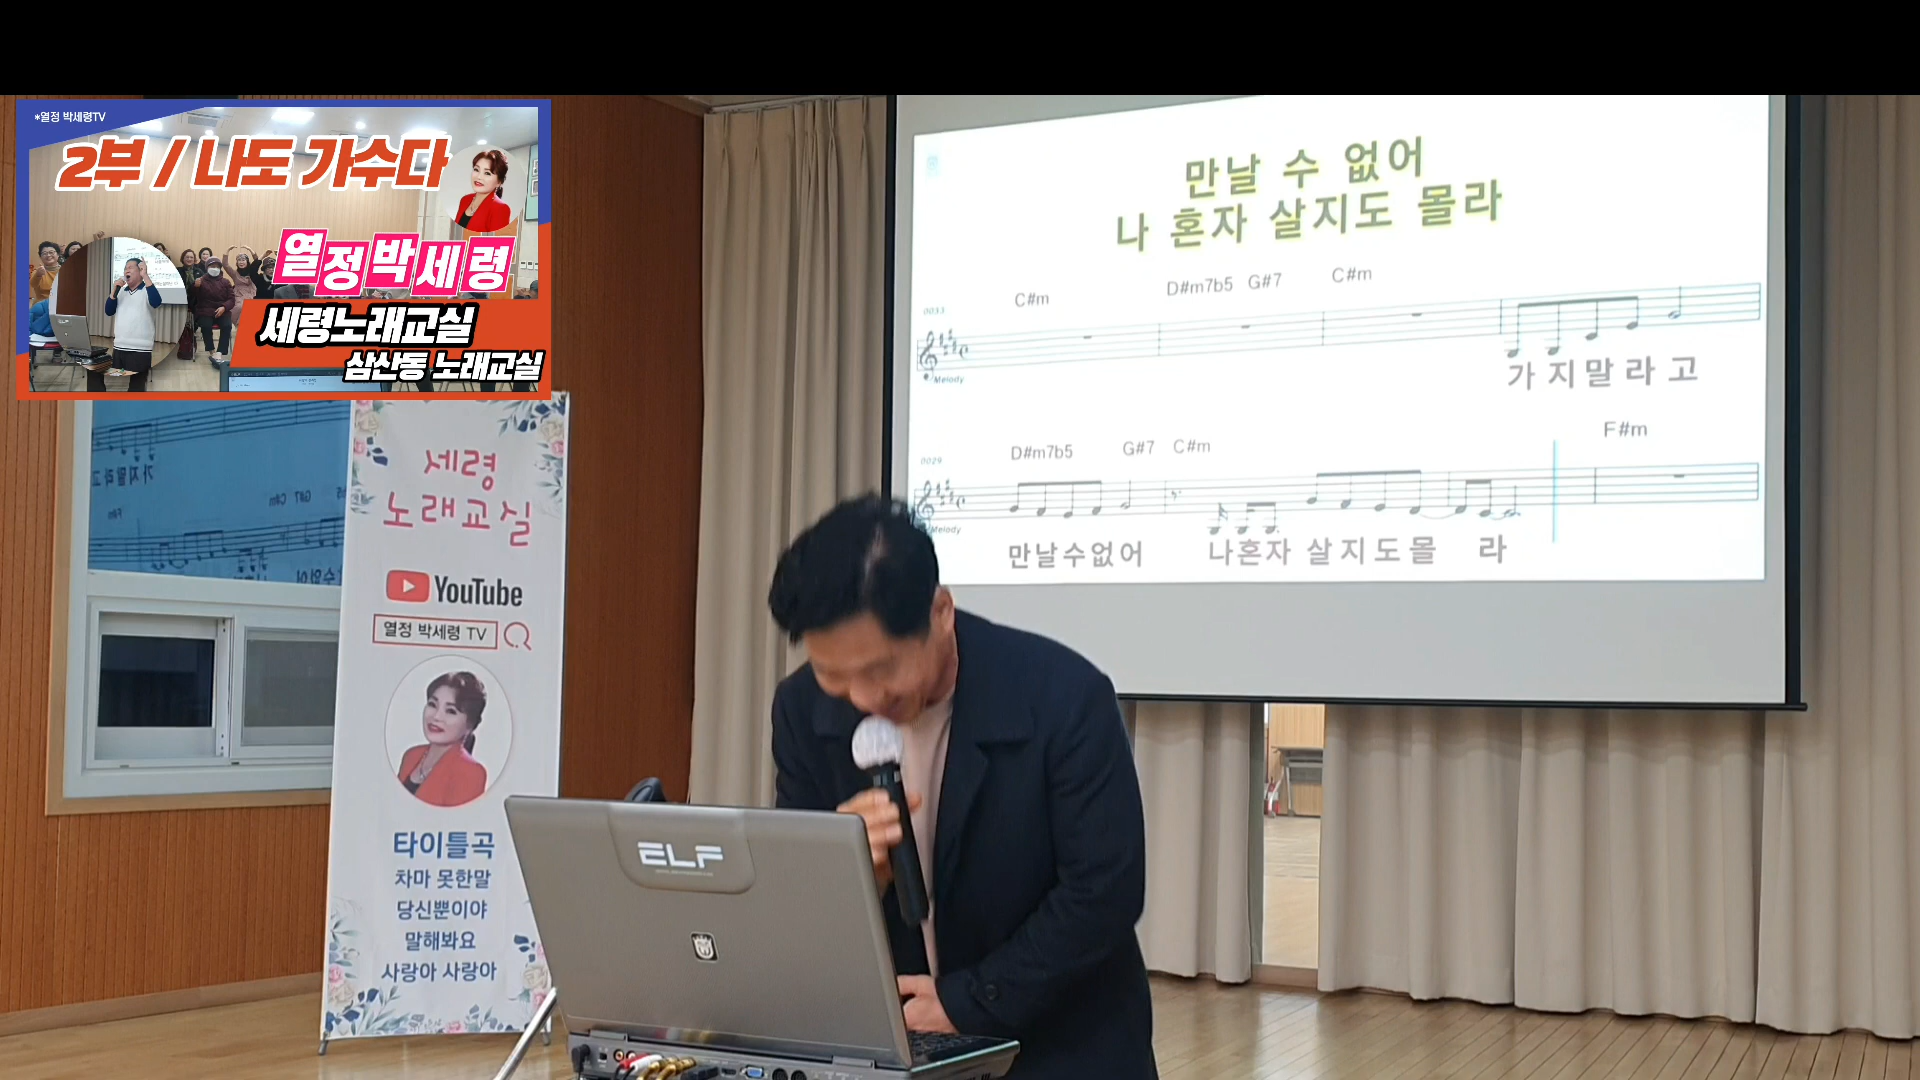 *열정 박세령TV
2부 / 나도 가수다
열정박세령
세령노래교실
삼산동 노래교실
만날 수 없어
나 혼자 살지도 몰라
C#m D#m7b5 G#7 C#m
0033
Melody
가 지말 라 고
F#m
D#m7b5 G#7 C#m
0029
Melody
만날수없어 나혼자 살 지 도 몰 라
세령
노래교실
YouTube
열정 박세령 TV
타이틀곡
차마 못한말
당신뿐이야
말해봐요
사랑아 사랑아
ELF